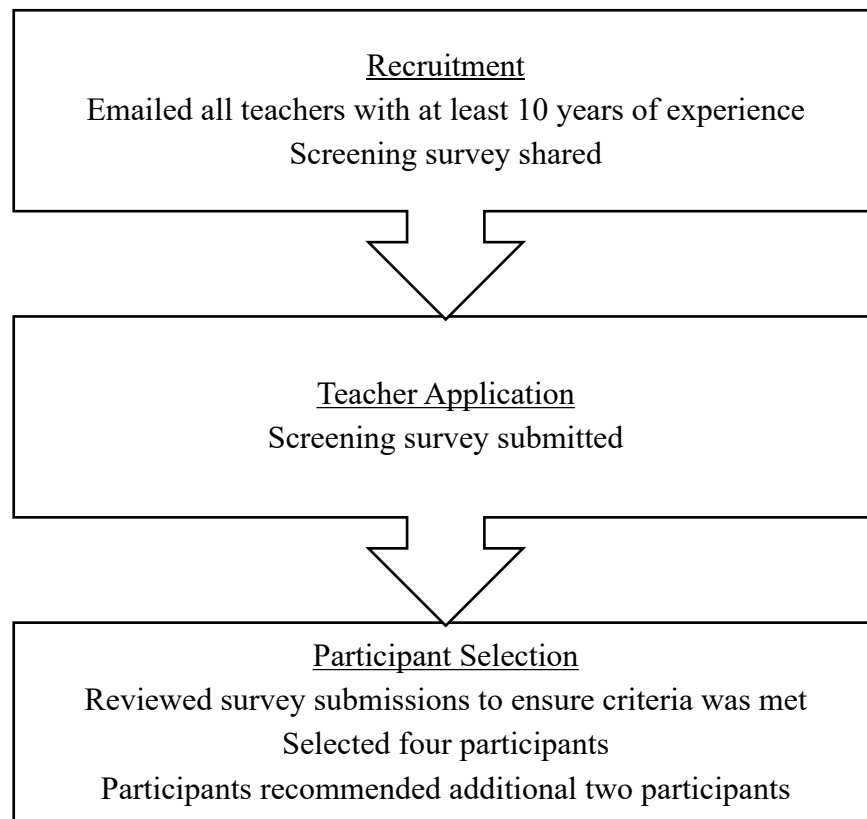 Recruitment
Emailed all teachers with at least 10 years of experience
Screening survey shared
Teacher Application
Screening survey submitted
Participant Selection
Reviewed survey submissions to ensure criteria was met
Selected four participants
Participants recommended additional two participants